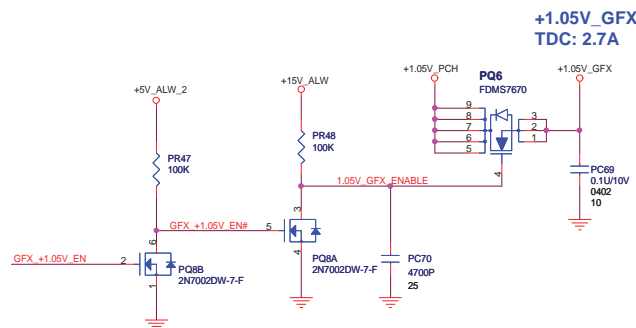 +1.05V_GFX
TDC: 2.7A
+5V_ALW_2
+15V_ALW
+1.05V_PCH
PQ6
FDMS7670
+1.05V_GFX
9
8
7
6
5
3
2
1
4
PR47
100K
PR48
100K
1.05V_GFX_ENABLE
PC69
0.1U/10V
0402
10
GFX_+1.05V_EN#
5
3
4
PQ8A
2N7002DW-7-F
GFX_+1.05V_EN
2
6
1
PQ8B
2N7002DW-7-F
PC70
4700P
25